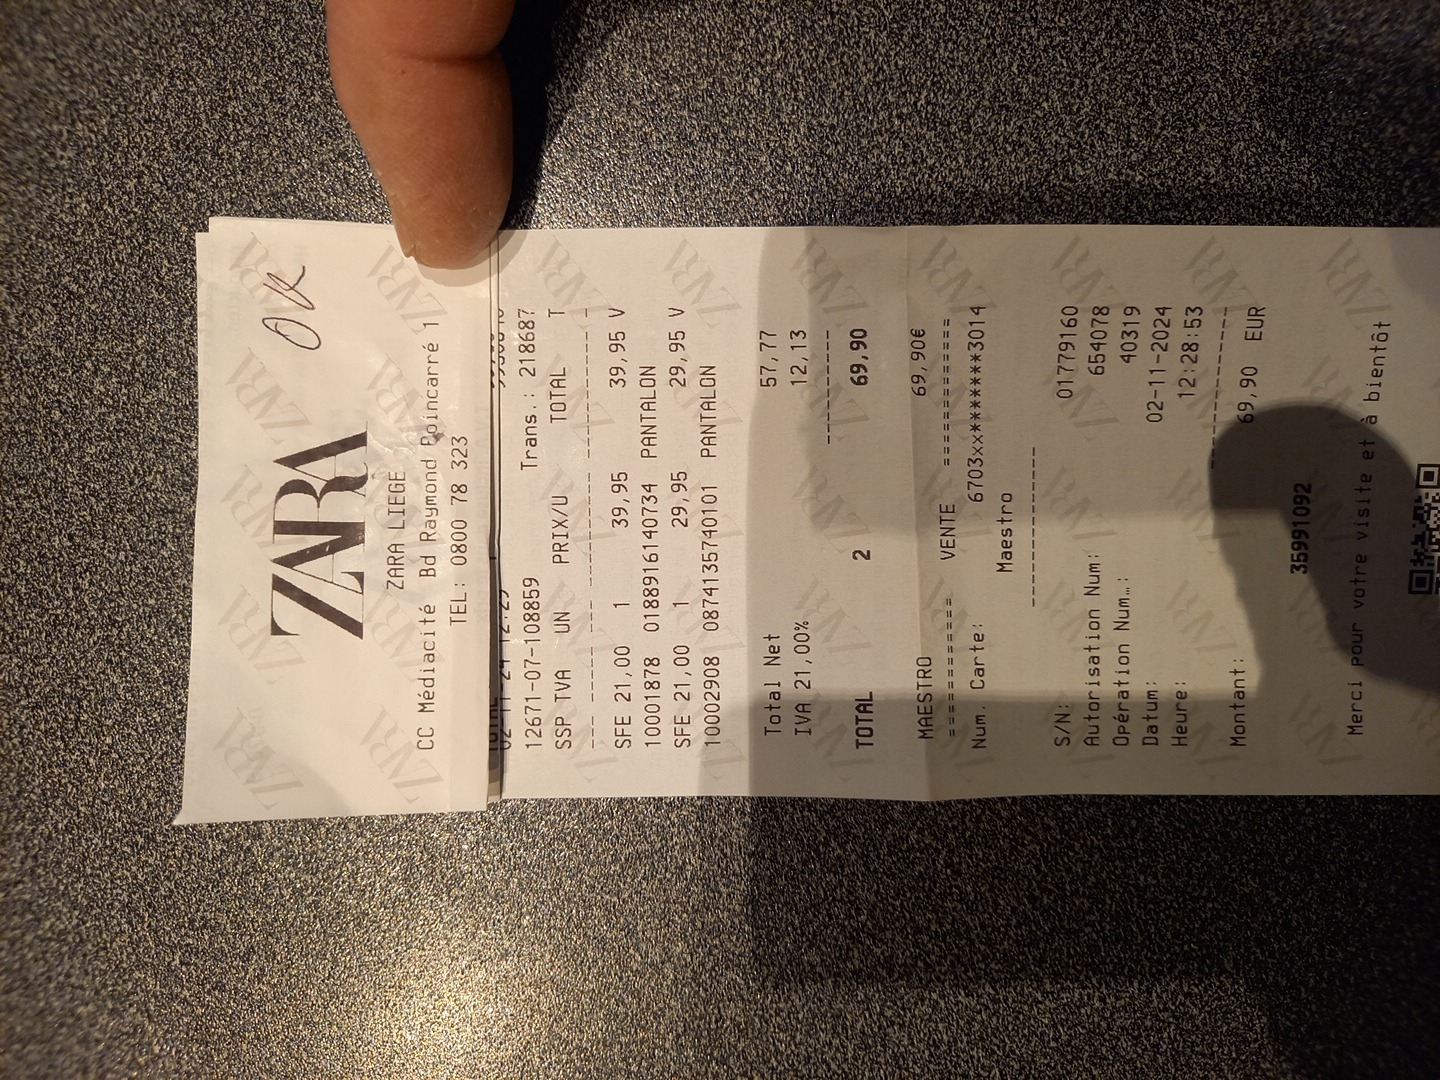 OK
ZARA
ZARA LIEGE
CC Médiacité Bd Raymond Poincarré 1
TEL: 0800 78 323
12671-07-108859 Trans.: 218687
SSP TVA UN PRIX/U TOTAL T
--- ------ ---- -------- --------- -
SFE 21,00 1 39,95 39,95 V
10001878 0188916140734 PANTALON
SFE 21,00 1 29,95 29,95 V
10002908 0874135740101 PANTALON
Total Net 57,77
IVA 21,00% 12,13
----------
TOTAL 2 69,90
MAESTRO 69,90€
========== VENTE ===========
Num. Carte: 6703xx********3014
Maestro
--------------
S/N: 01779160
Autorisation Num: 654078
Opération Num…: 40319
Datum: 02-11-2024
Heure: 12:28:53
--------------
Montant: 69,90 EUR
35991092
Merci pour votre visite et à bientôt